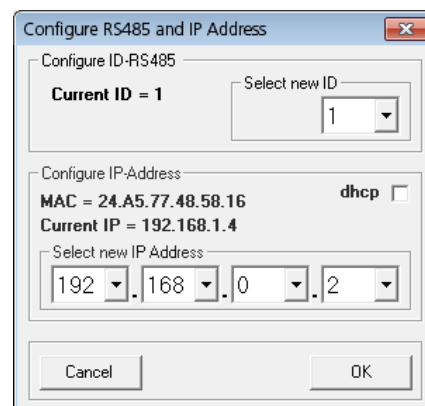 Configure RS485 and IP Address
Configure ID-RS485
Current ID = 1
Select new ID
1
Configure IP-Address
MAC = 24.A5.77.48.58.16
dhcp
Current IP = 192.168.1.4
Select new IP Address
192 . 168 . 0 . 2
Cancel OK